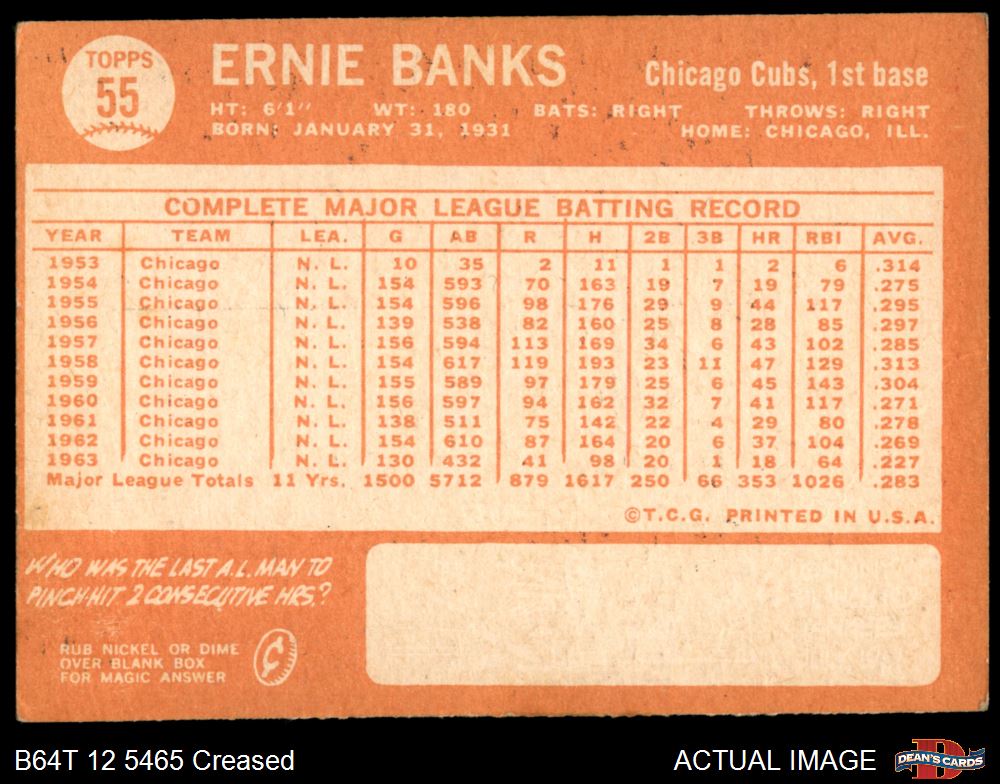 TOPPS
55
ERNIE BANKS
Chicago Cubs, 1st base
HT: 6'1" WT: 180 BATS: RIGHT THROWS: RIGHT
BORN: JANUARY 31, 1931 HOME: CHICAGO, ILL.
COMPLETE MAJOR LEAGUE BATTING RECORD
YEAR TEAM LEA. G AB R H 2B 3B HR RBI AVG.
1953 Chicago N. L. 10 35 2 11 1 1 2 6 .314
1954 Chicago N. L. 154 593 70 163 19 7 19 79 .275
1955 Chicago N. L. 154 596 98 176 29 9 44 117 .295
1956 Chicago N. L. 139 538 82 160 25 8 28 85 .297
1957 Chicago N. L. 156 594 113 169 34 6 43 102 .285
1958 Chicago N. L. 154 617 119 193 23 11 47 129 .313
1959 Chicago N. L. 155 589 97 179 25 6 45 143 .304
1960 Chicago N. L. 156 597 94 162 32 7 41 117 .271
1961 Chicago N. L. 138 511 75 142 22 4 29 80 .278
1962 Chicago N. L. 154 610 87 164 20 6 37 104 .269
1963 Chicago N. L. 130 432 41 98 20 1 18 64 .227
Major League Totals 11 Yrs. 1500 5712 879 1617 250 66 353 1026 .283
©T.C.G. PRINTED IN U.S.A.
WHO WAS THE LAST A.L. MAN TO
PINCH-HIT 2 CONSECUTIVE HRS.?
RUB NICKEL OR DIME
OVER BLANK BOX
FOR MAGIC ANSWER
¢
B64T 12 5465 Creased
ACTUAL IMAGE
DEAN'S CARDS